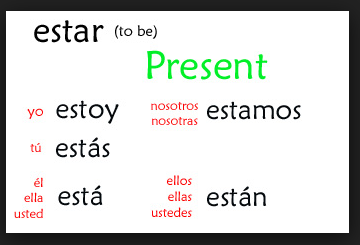 estar (to be)
Present
yo estoy
nosotros
nosotras estamos
tú estás
él
ella
usted está
ellos
ellas
ustedes están